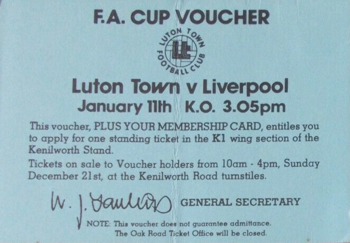 F.A. CUP VOUCHER
LUTON TOWN
FOOTBALL CLUB
Luton Town v Liverpool
January 11th K.O. 3.05pm
This voucher, PLUS YOUR MEMBERSHIP CARD, entitles you
to apply for one standing ticket in the K1 wing section of the
Kenilworth Stand.
Tickets on sale to Voucher holders from 10am - 4pm, Sunday
December 21st, at the Kenilworth Road turnstiles.
GENERAL SECRETARY
NOTE: This voucher does not guarantee admittance.
The Oak Road Ticket Office will be closed.